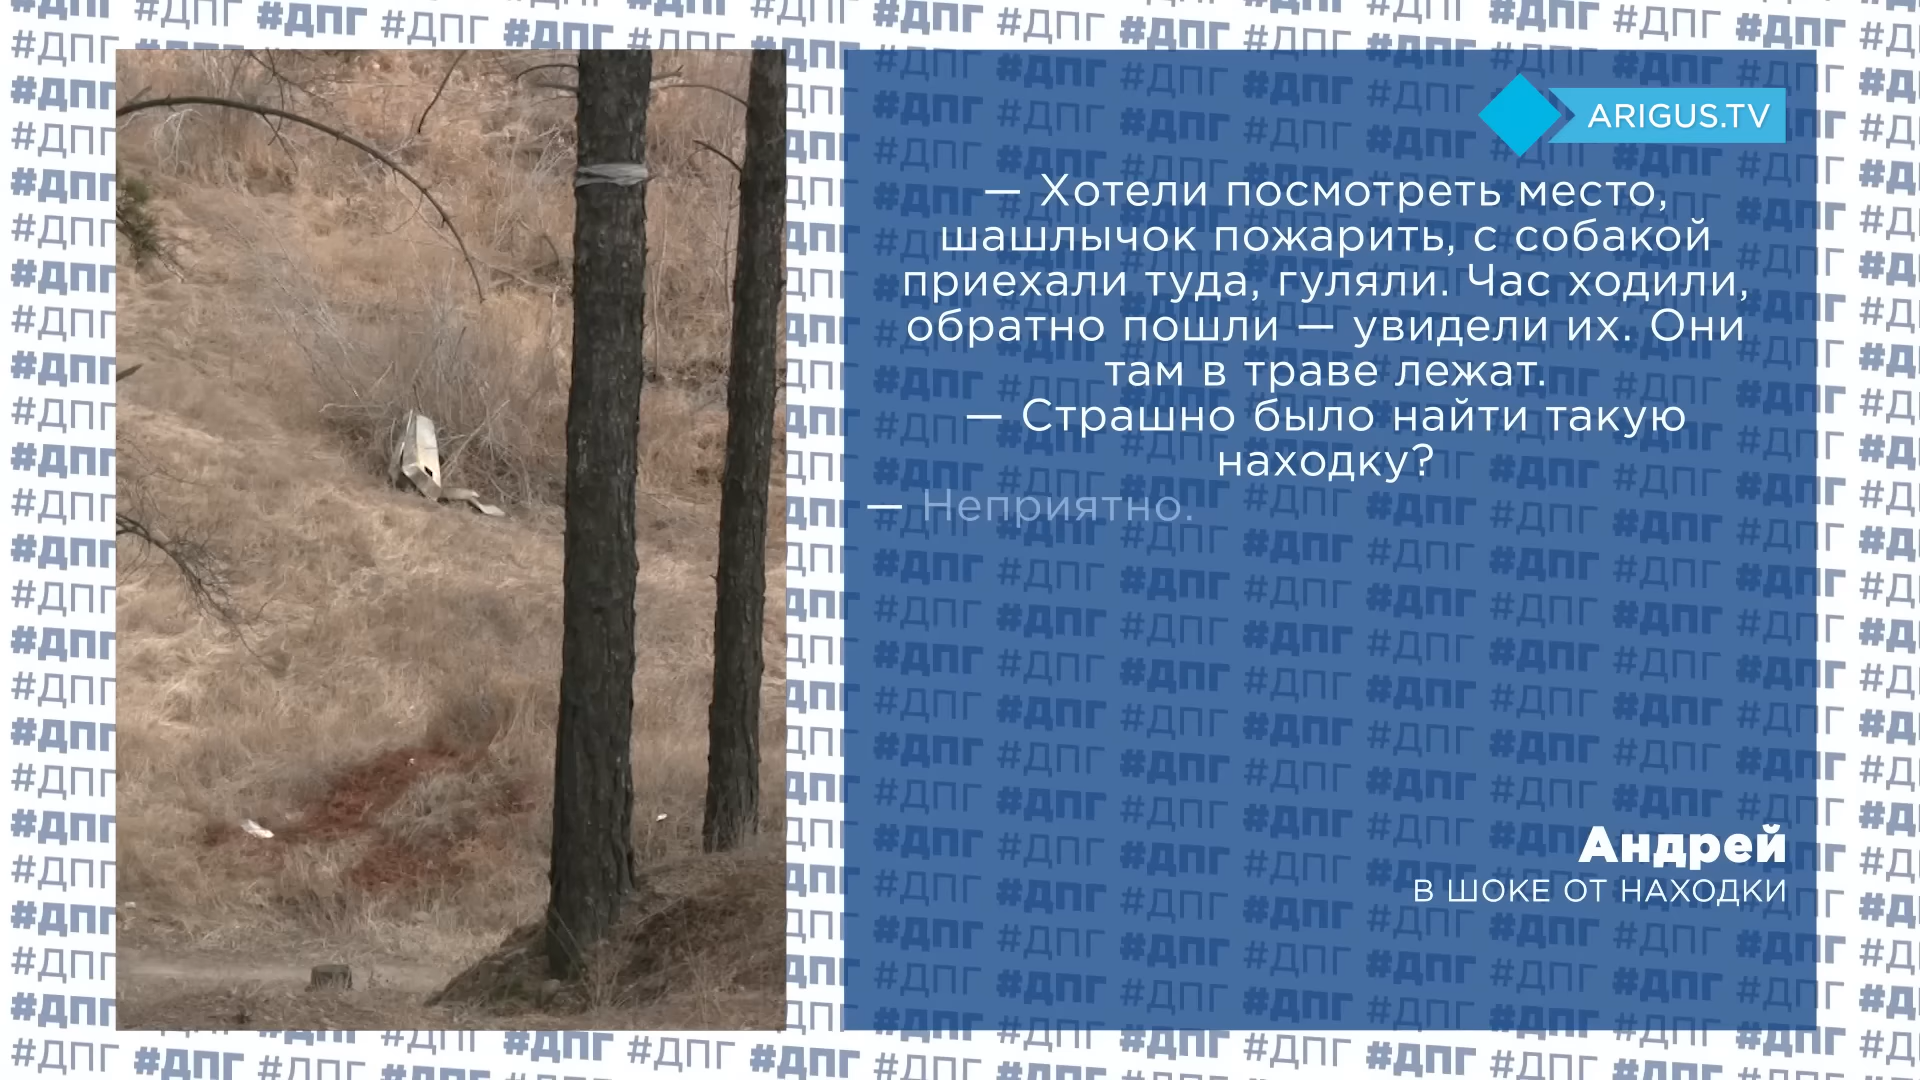 ARIGUS.TV
— Хотели посмотреть место,
шашлычок пожарить, с собакой
приехали туда, гуляли. Час ходили,
обратно пошли — увидели их. Они
там в траве лежат.
— Страшно было найти такую
находку?
— Неприятно.
Андрей
В ШОКЕ ОТ НАХОДКИ
#ДПГ